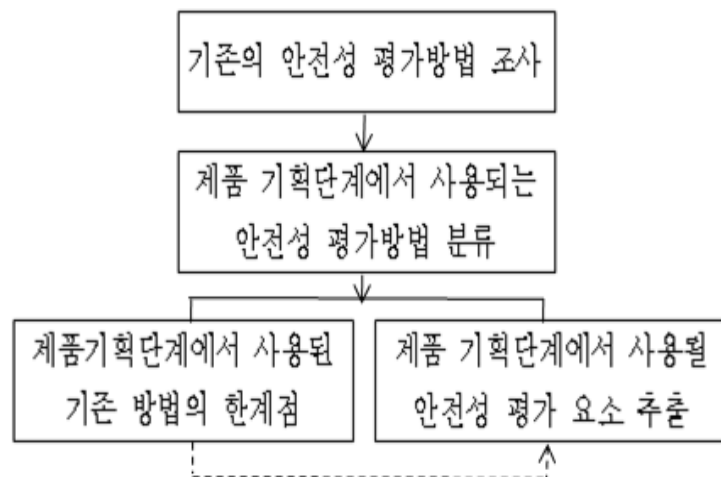 기존의 안전성 평가방법 조사
제품 기획단계에서 사용되는
안전성 평가방법 분류
제품기획단계에서 사용된
기존 방법의 한계점
제품 기획단계에서 사용될
안전성 평가 요소 추출